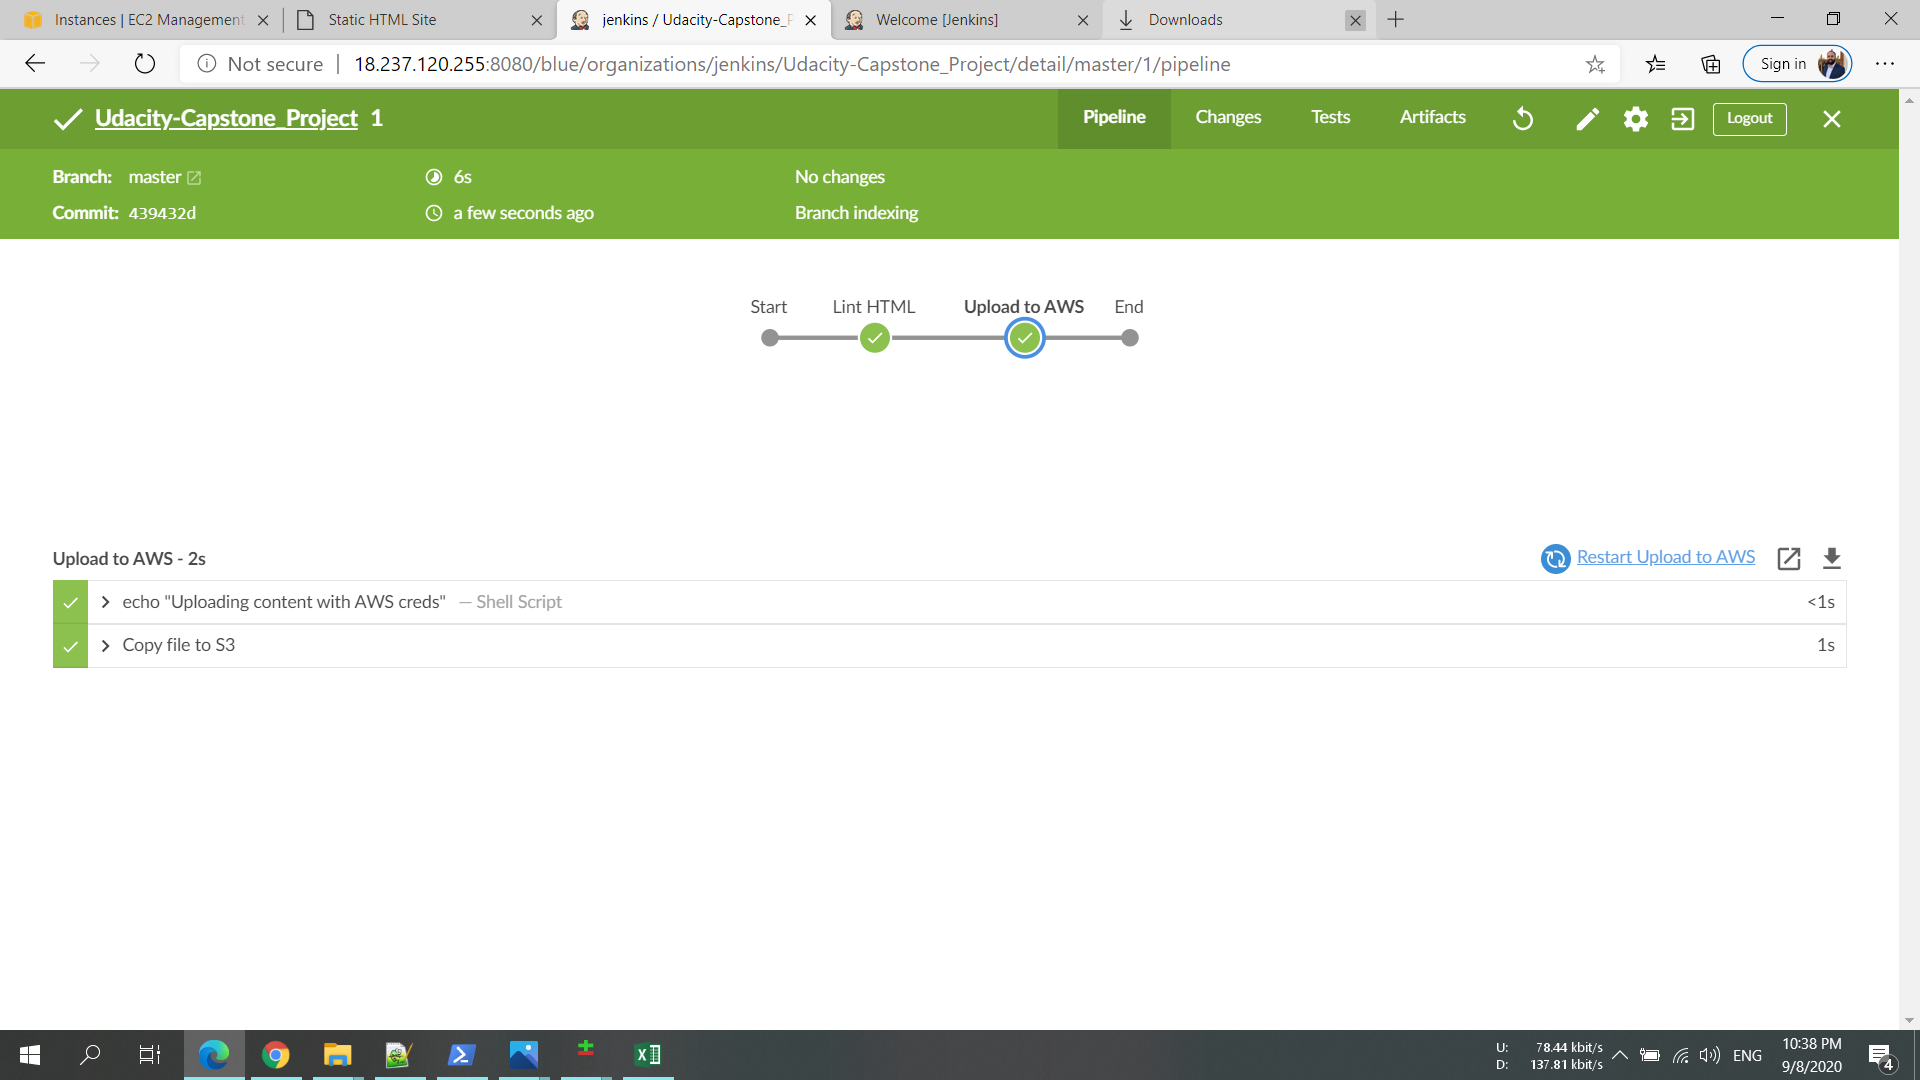 Instances | EC2 Management
Static HTML Site
jenkins / Udacity-Capstone_P
Welcome [Jenkins]
Downloads
Not secure
18.237.120.255:8080/blue/organizations/jenkins/Udacity-Capstone_Project/detail/master/1/pipeline
Sign in
Udacity-Capstone_Project 1
Pipeline
Changes
Tests
Artifacts
Logout
Branch: master
6s
No changes
Commit: 439432d
a few seconds ago
Branch indexing
Start
Lint HTML
Upload to AWS
End
Upload to AWS - 2s
Restart Upload to AWS
echo "Uploading content with AWS creds" — Shell Script
<1s
Copy file to S3
1s
U: 78.44 kbit/s
D: 137.81 kbit/s
ENG
10:38 PM
9/8/2020
4